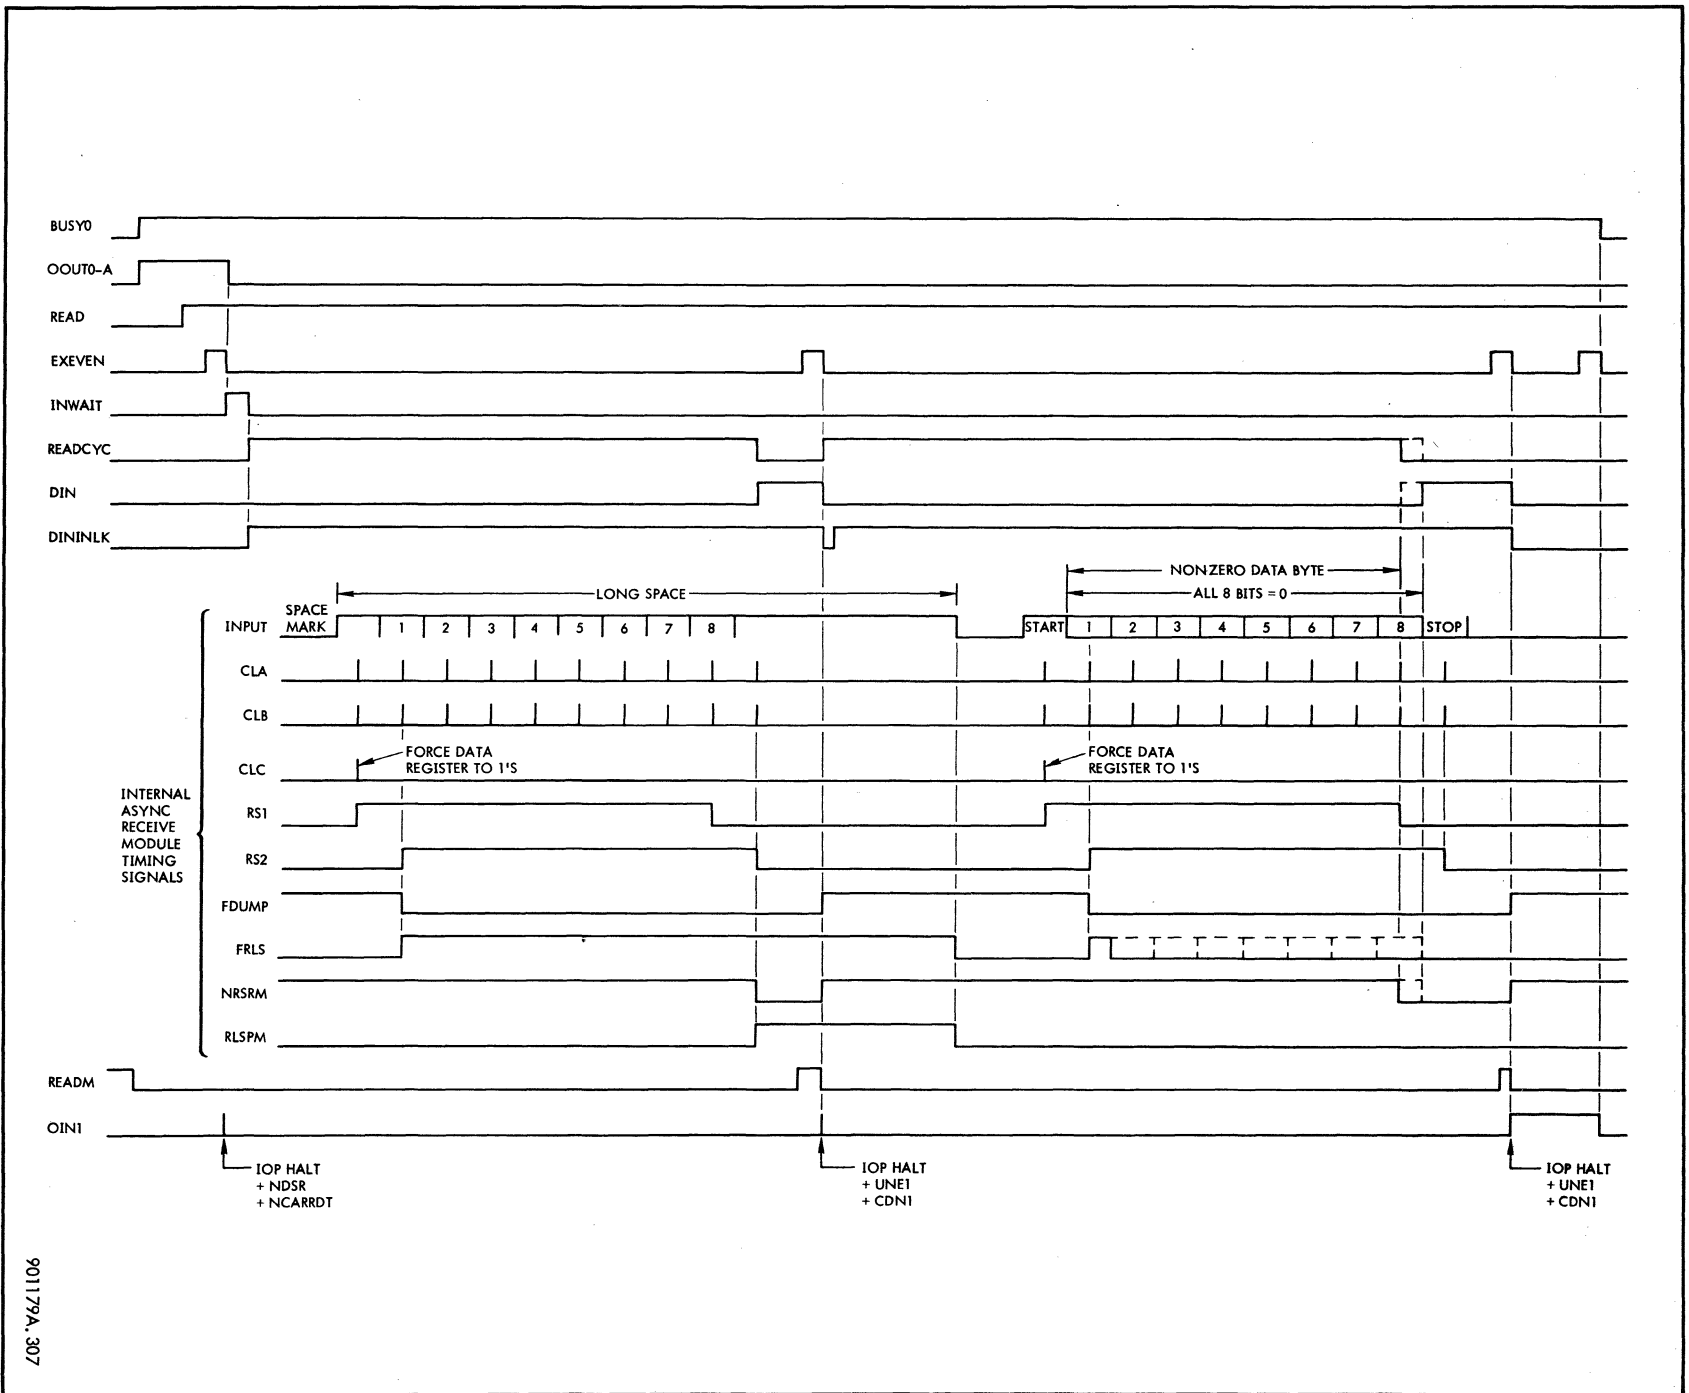 BUSY0
OOUT0-A
READ
EXEVEN
INWAIT
READCYC
DIN
DININLK
NONZERO DATA BYTE
LONG SPACE
ALL 8 BITS = 0
SPACE
MARK
INPUT
1 2 3 4 5 6 7 8
START 1 2 3 4 5 6 7 8 STOP
CLA
CLB
CLC
FORCE DATA
REGISTER TO 1'S
FORCE DATA
REGISTER TO 1'S
INTERNAL
ASYNC
RECEIVE
MODULE
TIMING
SIGNALS
RS1
RS2
FDUMP
FRLS
NRSRM
RLSPM
READM
OIN1
IOP HALT
+ NDSR
+ NCARRDT
IOP HALT
+ UNE1
+ CDN1
IOP HALT
+ UNE1
+ CDN1
901179A. 307